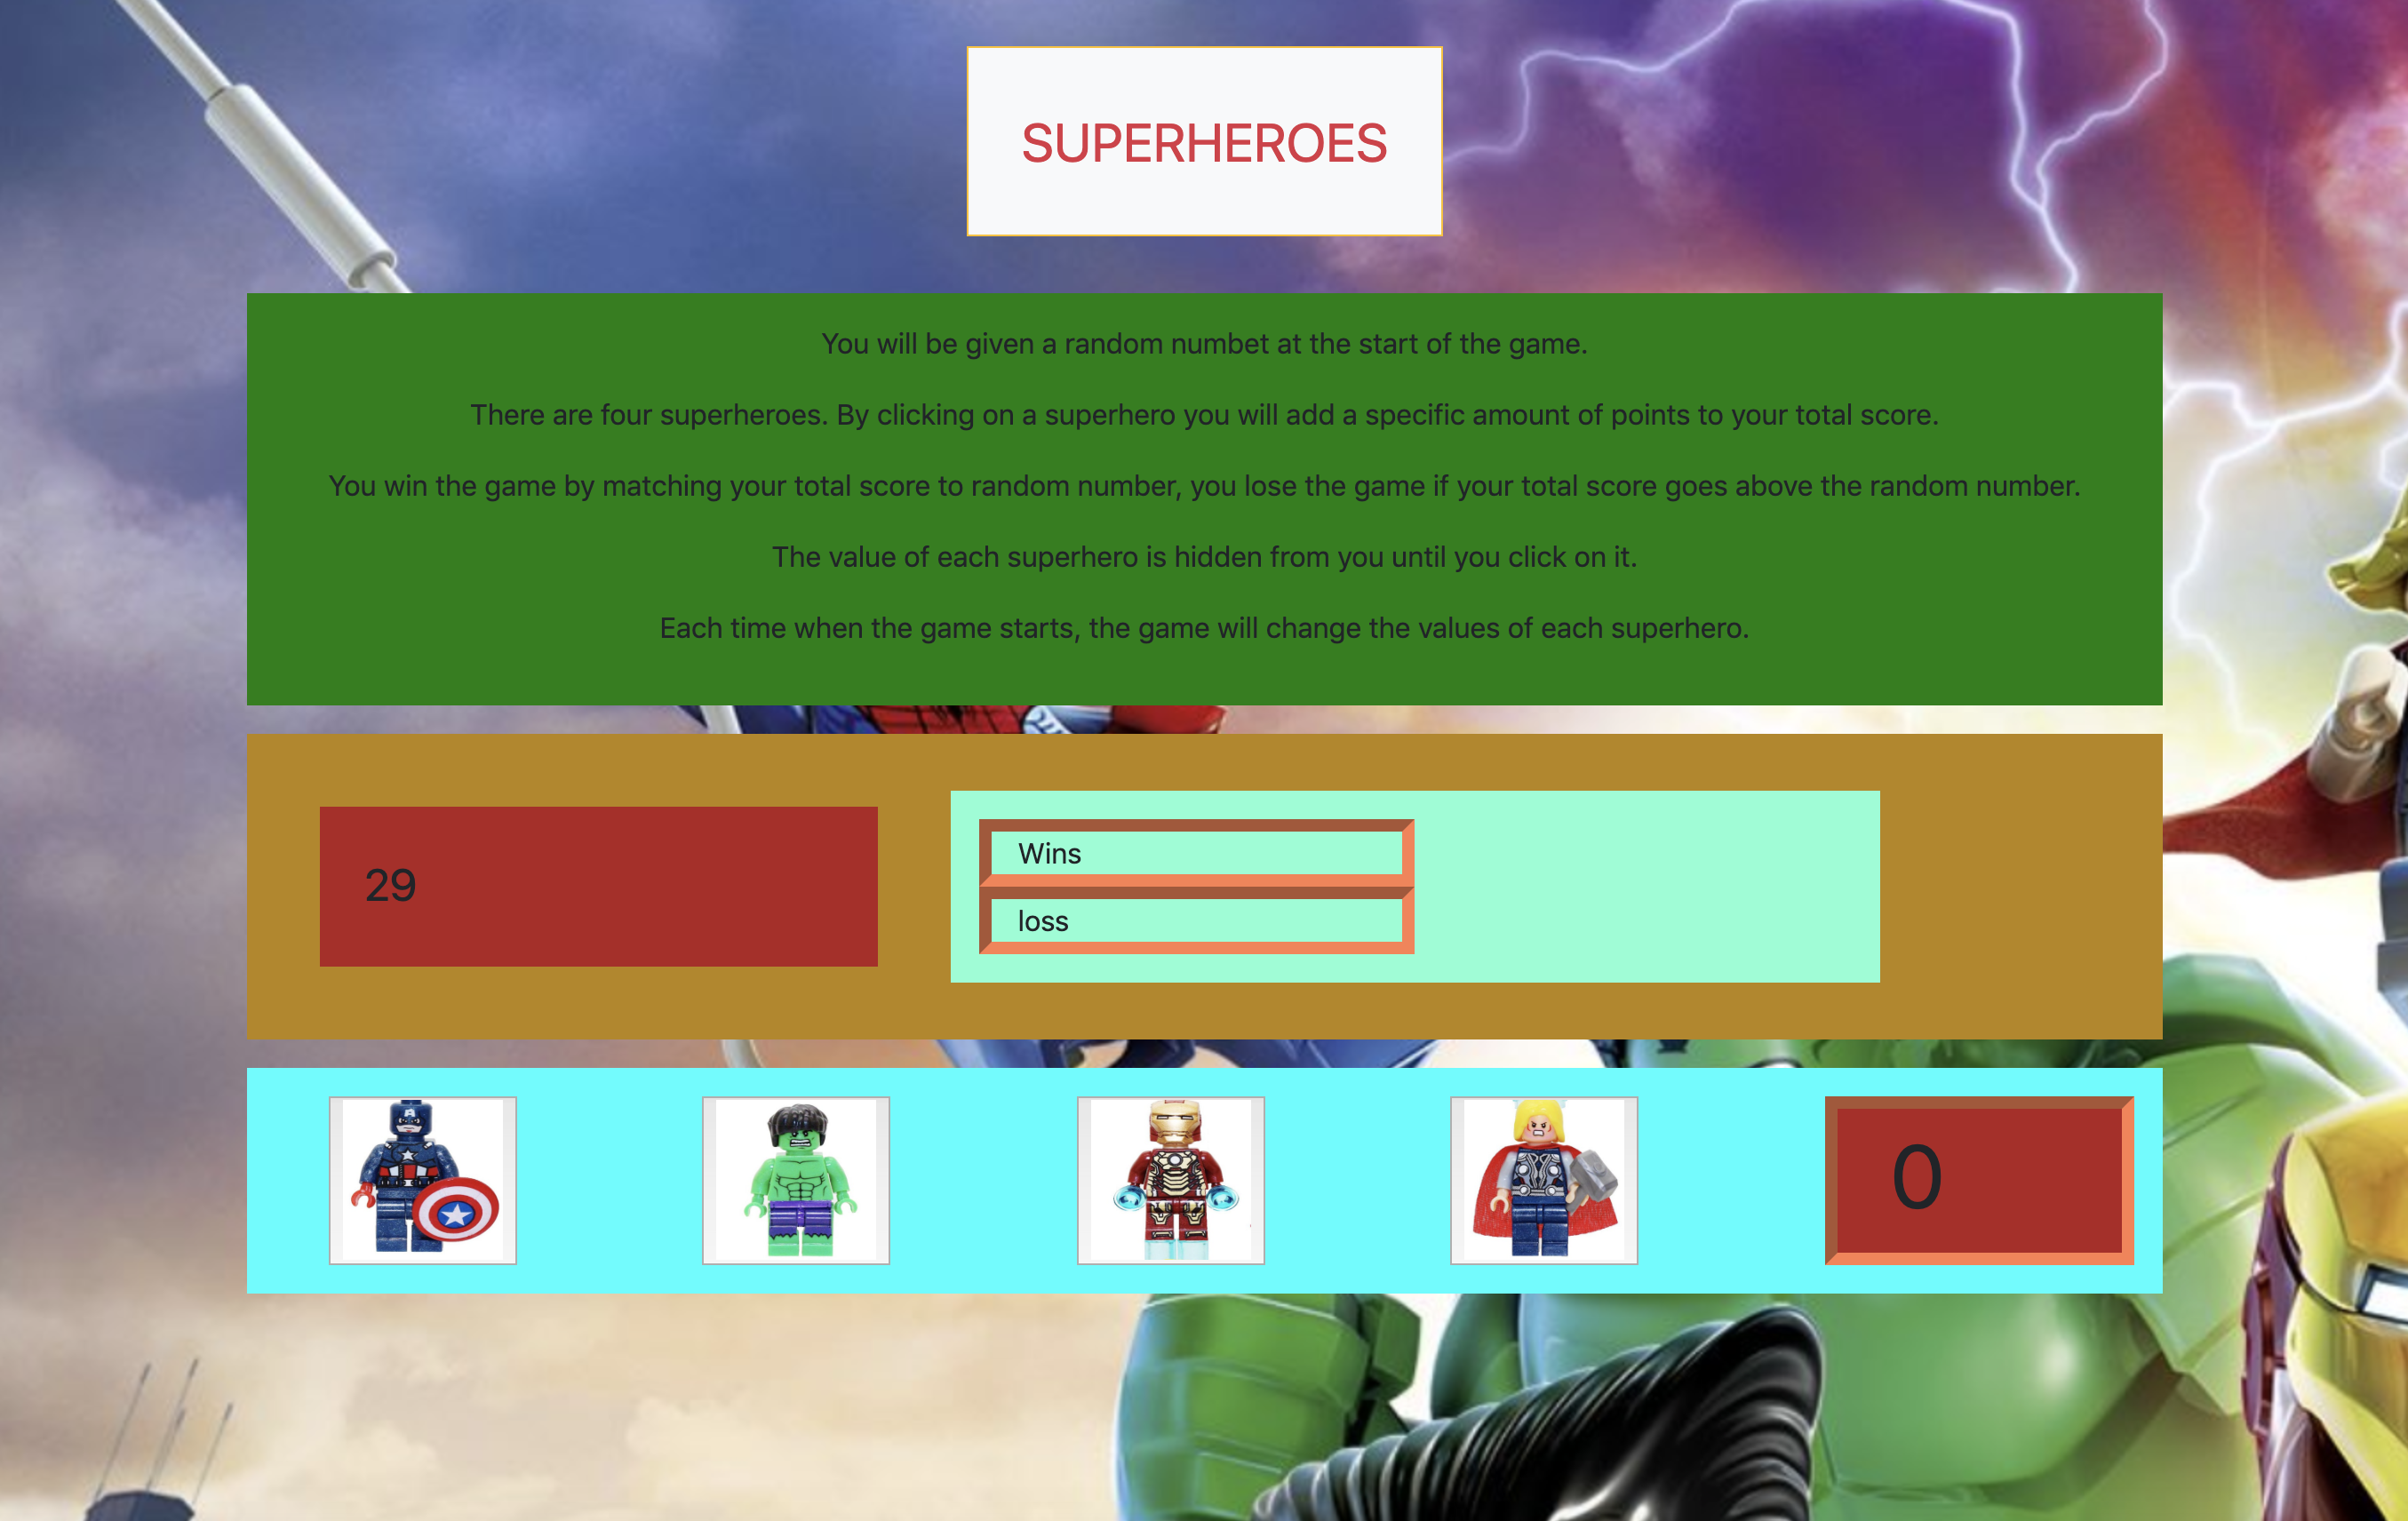 SUPERHEROES
You will be given a random numbet at the start of the game.
There are four superheroes. By clicking on a superhero you will add a specific amount of points to your total score.
You win the game by matching your total score to random number, you lose the game if your total score goes above the random number.
The value of each superhero is hidden from you until you click on it.
Each time when the game starts, the game will change the values of each superhero.
29
Wins
loss
0